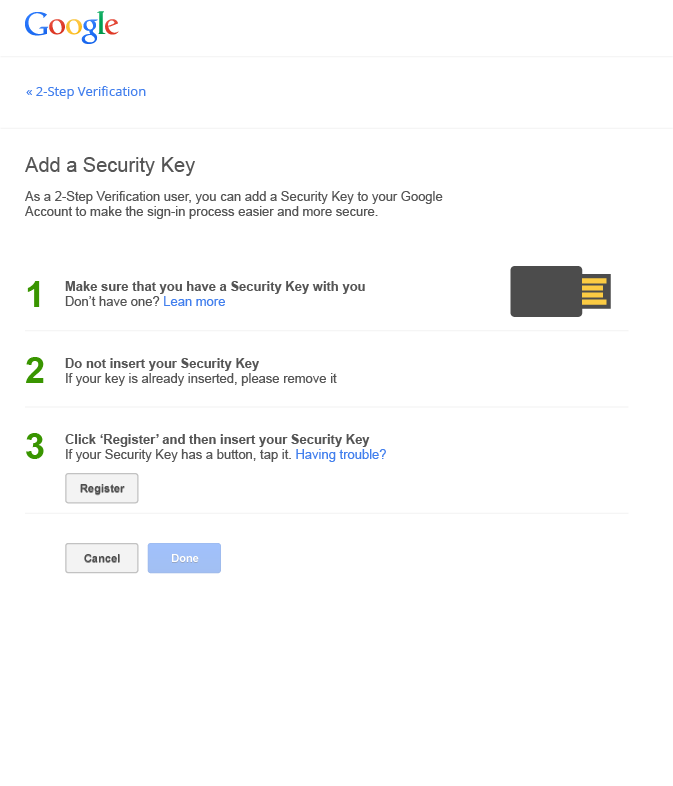 Google
« 2-Step Verification
Add a Security Key
As a 2-Step Verification user, you can add a Security Key to your Google
Account to make the sign-in process easier and more secure.
1
Make sure that you have a Security Key with you
Don’t have one? Lean more
2
Do not insert your Security Key
If your key is already inserted, please remove it
3
Click ‘Register’ and then insert your Security Key
If your Security Key has a button, tap it. Having trouble?
Register
Cancel Done